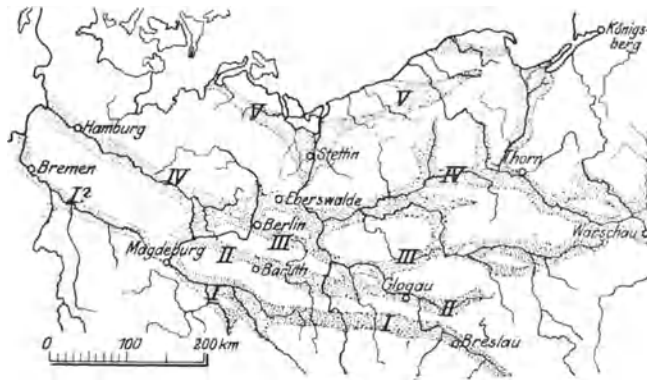 Königs-
berg
V
V
Hamburg
Stettin
Thorn
Bremen
IV
IV
I²
Eberswalde
Berlin
Warschau
Magdeburg
II
III
III
Baruth
Glogau
I
II
I
Breslau
0 100 200 km